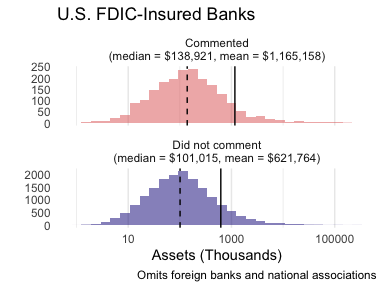 U.S. FDIC-Insured Banks
Commented
(median = $138,921, mean = $1,165,158)
250
200
150
100
50
0
Did not comment
(median = $101,015, mean = $621,764)
2000
1500
1000
500
0
10
1000
100000
Assets (Thousands)
Omits foreign banks and national associations